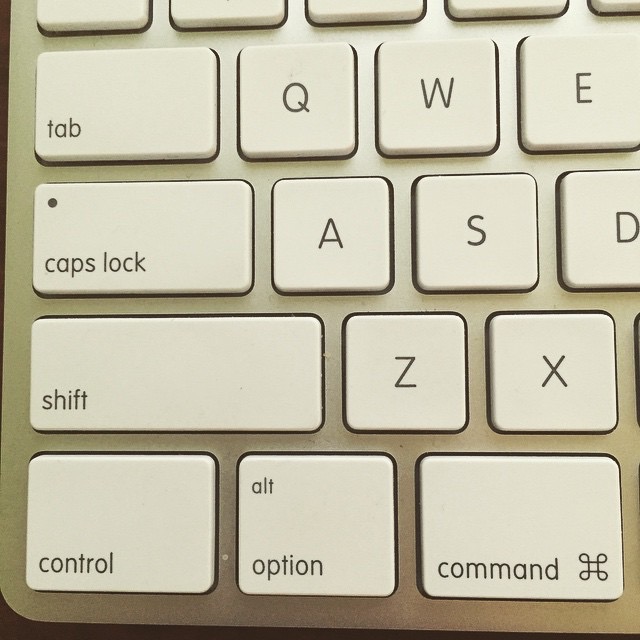 tab Q W E
caps lock A S D
shift Z X
alt
control option command ⌘